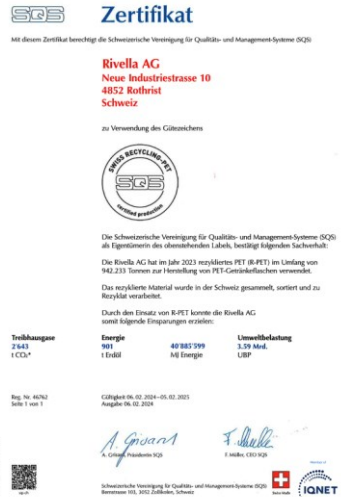 SQS Zertifikat
Mit diesem Zertifikat berechtigt die Schweizerische Vereinigung für Qualitäts- und Management-Systeme (SQS)
Rivella AG
Neue Industriestrasse 10
4852 Rothrist
Schweiz
zu Verwendung des Gütezeichens
SWISS RECYCLING-PET
SQS
certified production
Die Schweizerische Vereinigung für Qualitäts- und Management-Systeme (SQS)
als Eigentümerin des obenstehenden Labels, bestätigt folgenden Sachverhalt:
Die Rivella AG hat im Jahr 2023 rezykliertes PET (R-PET) im Umfang von
942.233 Tonnen zur Herstellung von PET-Getränkeflaschen verwendet.
Das rezyklierte Material wurde in der Schweiz gesammelt, sortiert und zu
Rezyklat verarbeitet.
Durch den Einsatz von R-PET konnte die Rivella AG
somit folgende Einsparungen erzielen:
Treibhausgase Energie Umweltbelastung
2'643 901 40'885'599 3.59 Mrd.
t CO₂* t Erdöl MJ Energie UBP
Reg. Nr. 46762 Gültigkeit 06. 02. 2024–05. 02. 2025
Seite 1 von 1 Ausgabe 06. 02. 2024
A. Grisard, Präsidentin SQS F. Müller, CEO SQS
Schweizerische Vereinigung für Qualitäts- und Management-Systeme (SQS)
Bernstrasse 103, 3052 Zollikofen, Schweiz
Swiss Made
IQNET